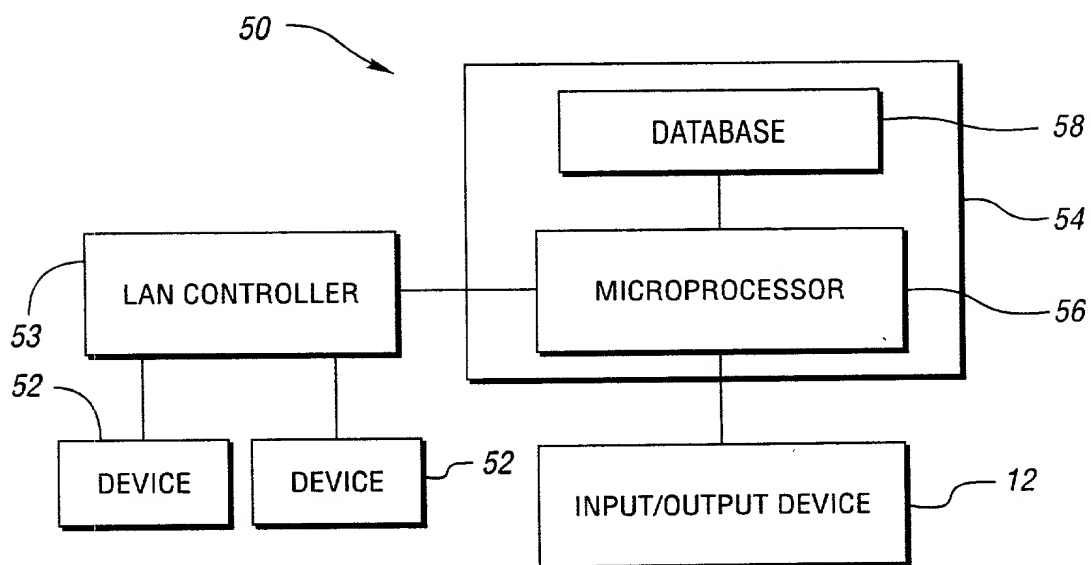 50
DATABASE
58
54
LAN CONTROLLER
MICROPROCESSOR
53
56
52
DEVICE
DEVICE
52
INPUT/OUTPUT DEVICE
12